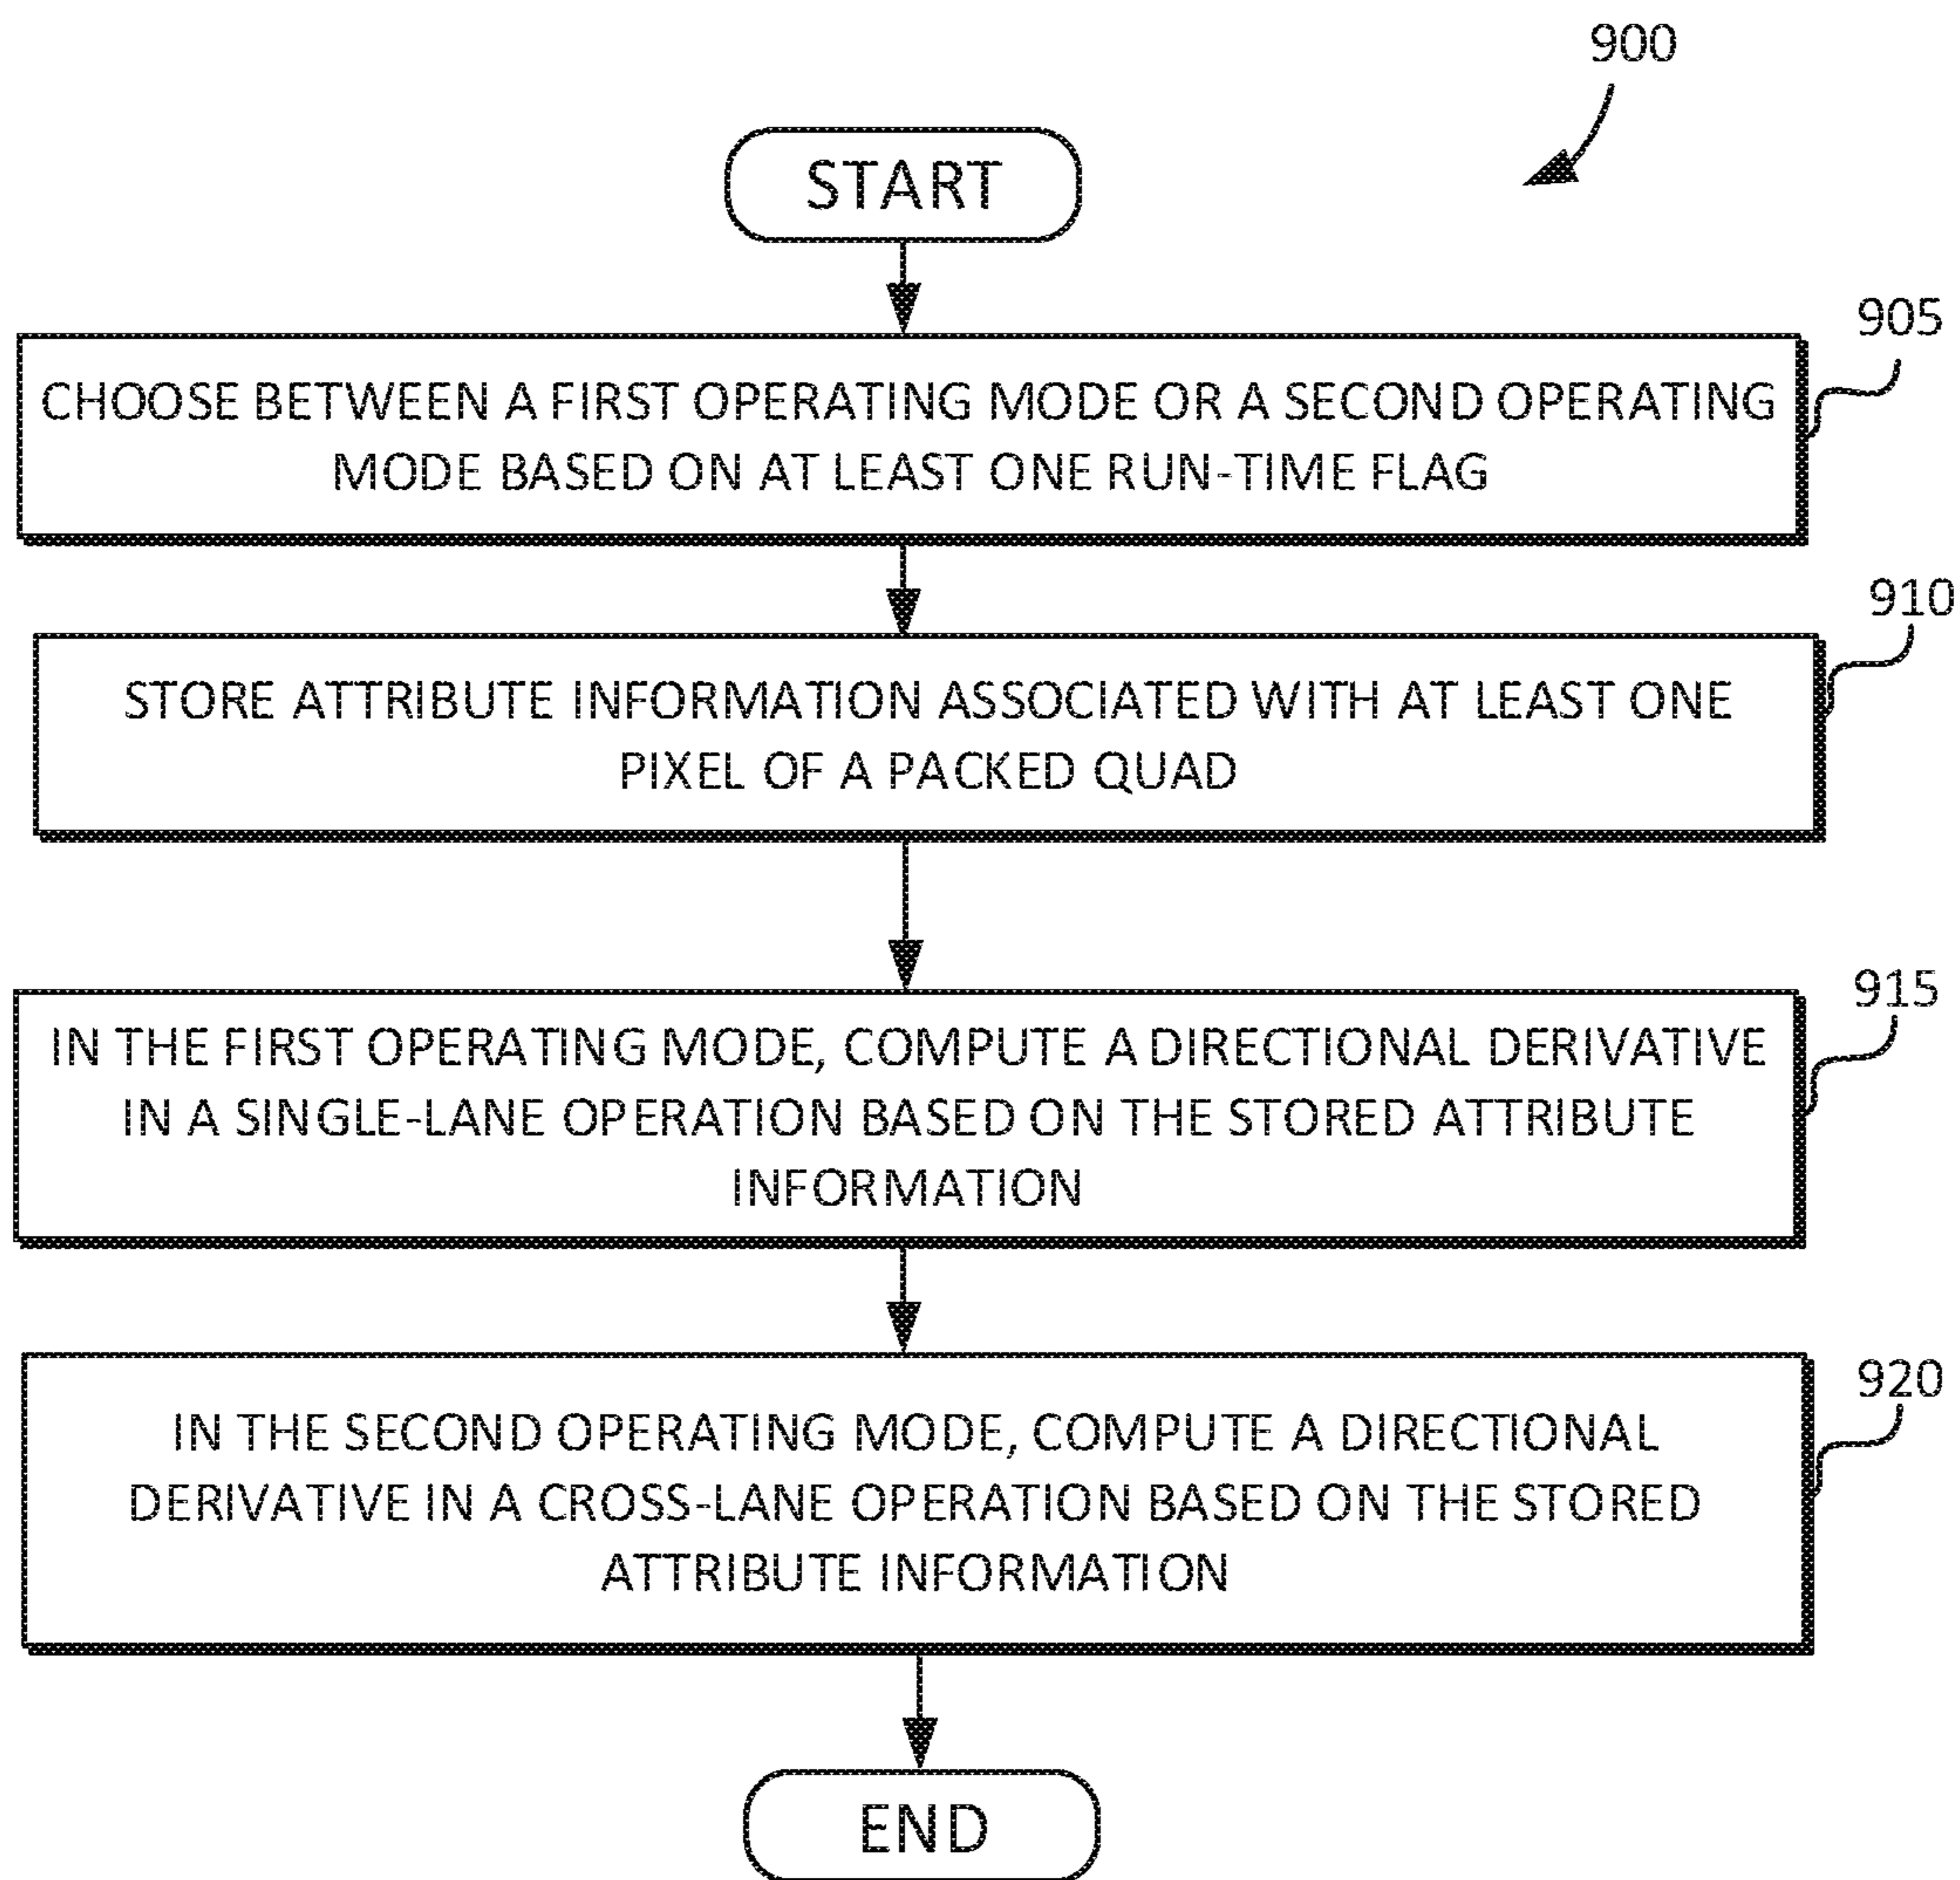 900
START
905
CHOOSE BETWEEN A FIRST OPERATING MODE OR A SECOND OPERATING
MODE BASED ON AT LEAST ONE RUN-TIME FLAG
910
STORE ATTRIBUTE INFORMATION ASSOCIATED WITH AT LEAST ONE
PIXEL OF A PACKED QUAD
915
IN THE FIRST OPERATING MODE, COMPUTE A DIRECTIONAL DERIVATIVE
IN A SINGLE-LANE OPERATION BASED ON THE STORED ATTRIBUTE
INFORMATION
920
IN THE SECOND OPERATING MODE, COMPUTE A DIRECTIONAL
DERIVATIVE IN A CROSS-LANE OPERATION BASED ON THE STORED
ATTRIBUTE INFORMATION
END